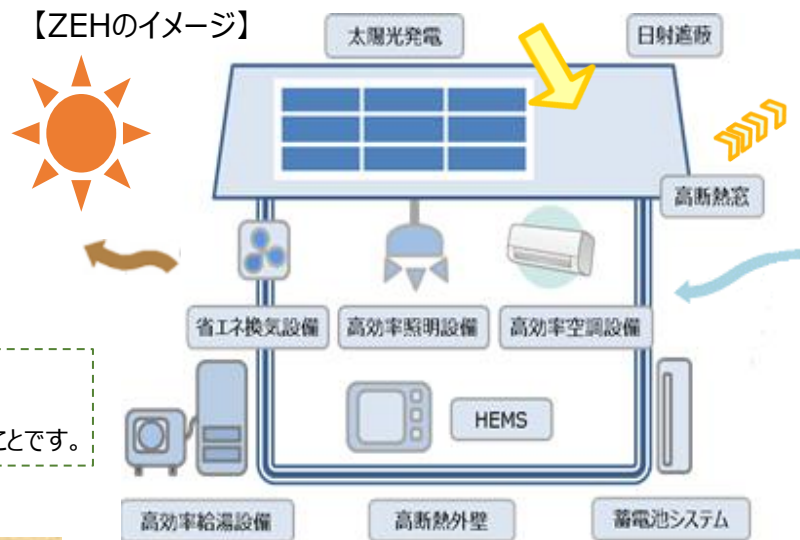 【ZEHのイメージ】
太陽光発電
日射遮蔽
高断熱窓
省エネ換気設備
高効率照明設備
高効率空調設備
ことです。
HEMS
高効率給湯設備
高断熱外壁
蓄電池システム